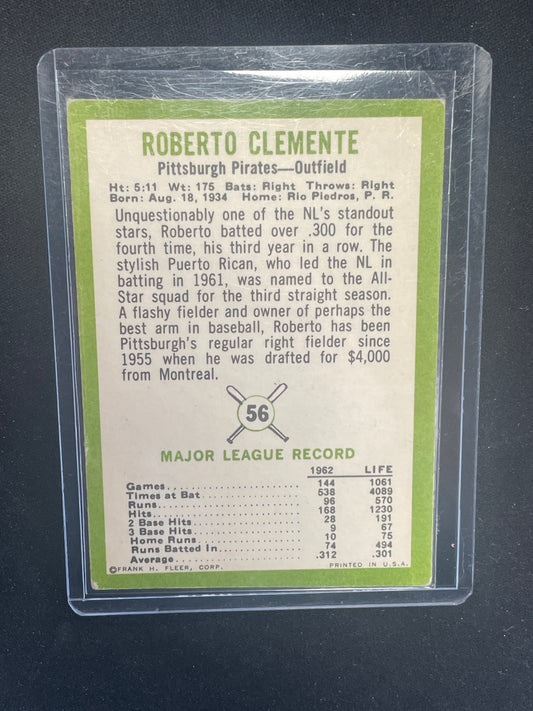 ROBERTO CLEMENTE
Pittsburgh Pirates—Outfield
Ht: 5:11 Wt: 175 Bats: Right Throws: Right
Born: Aug. 18, 1934 Home: Rio Piedros, P. R.
Unquestionably one of the NL's standout
stars, Roberto batted over .300 for the
fourth time, his third year in a row. The
stylish Puerto Rican, who led the NL in
batting in 1961, was named to the All-
Star squad for the third straight season.
A flashy fielder and owner of perhaps the
best arm in baseball, Roberto has been
Pittsburgh's regular right fielder since
1955 when he was drafted for $4,000
from Montreal.
56
MAJOR LEAGUE RECORD
1962 LIFE
Games 144 1061
Times at Bat 538 4089
Runs 96 570
Hits 168 1230
2 Base Hits 28 191
3 Base Hits 9 67
Home Runs 10 75
Runs Batted In 74 494
Average .312 .301
©FRANK H. FLEER, CORP. PRINTED IN U.S.A.